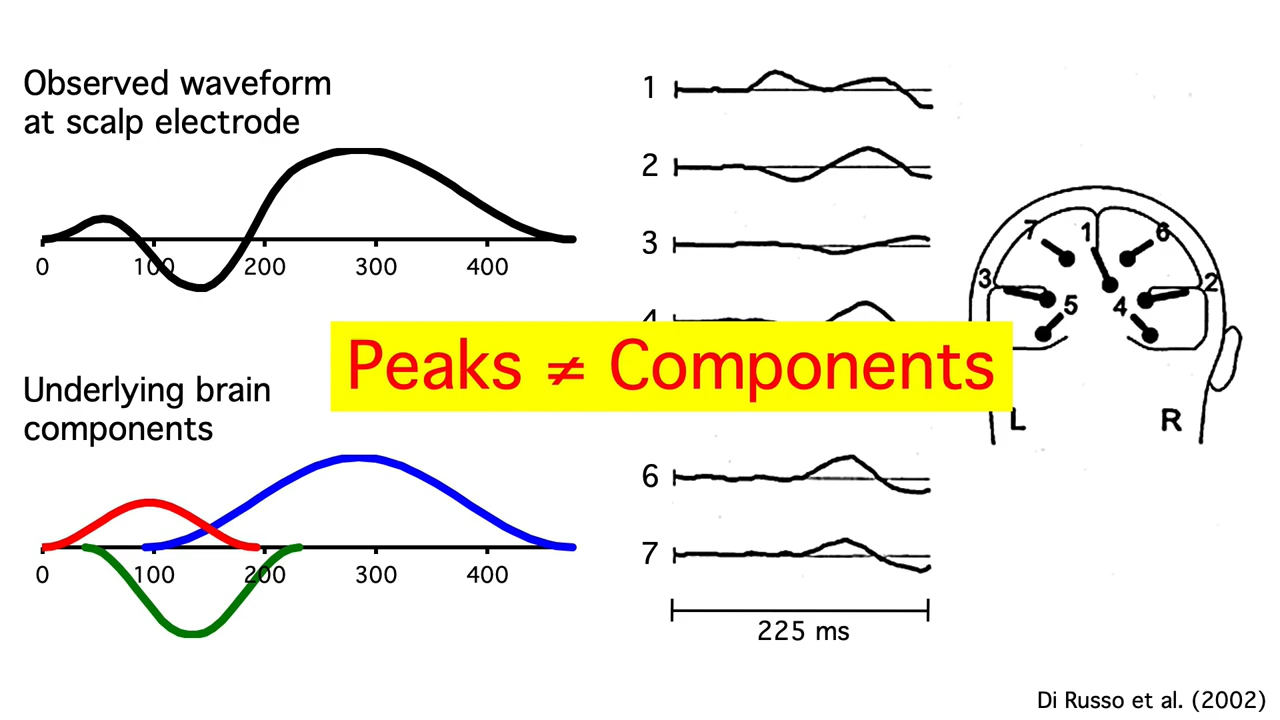 Observed waveform
at scalp electrode
0 100 200 300 400
Underlying brain
components
0 100 200 300 400
1
2
3
4
6
7
225 ms
7 1 6
3 2
5 4
L R
Peaks ≠ Components
Di Russo et al. (2002)